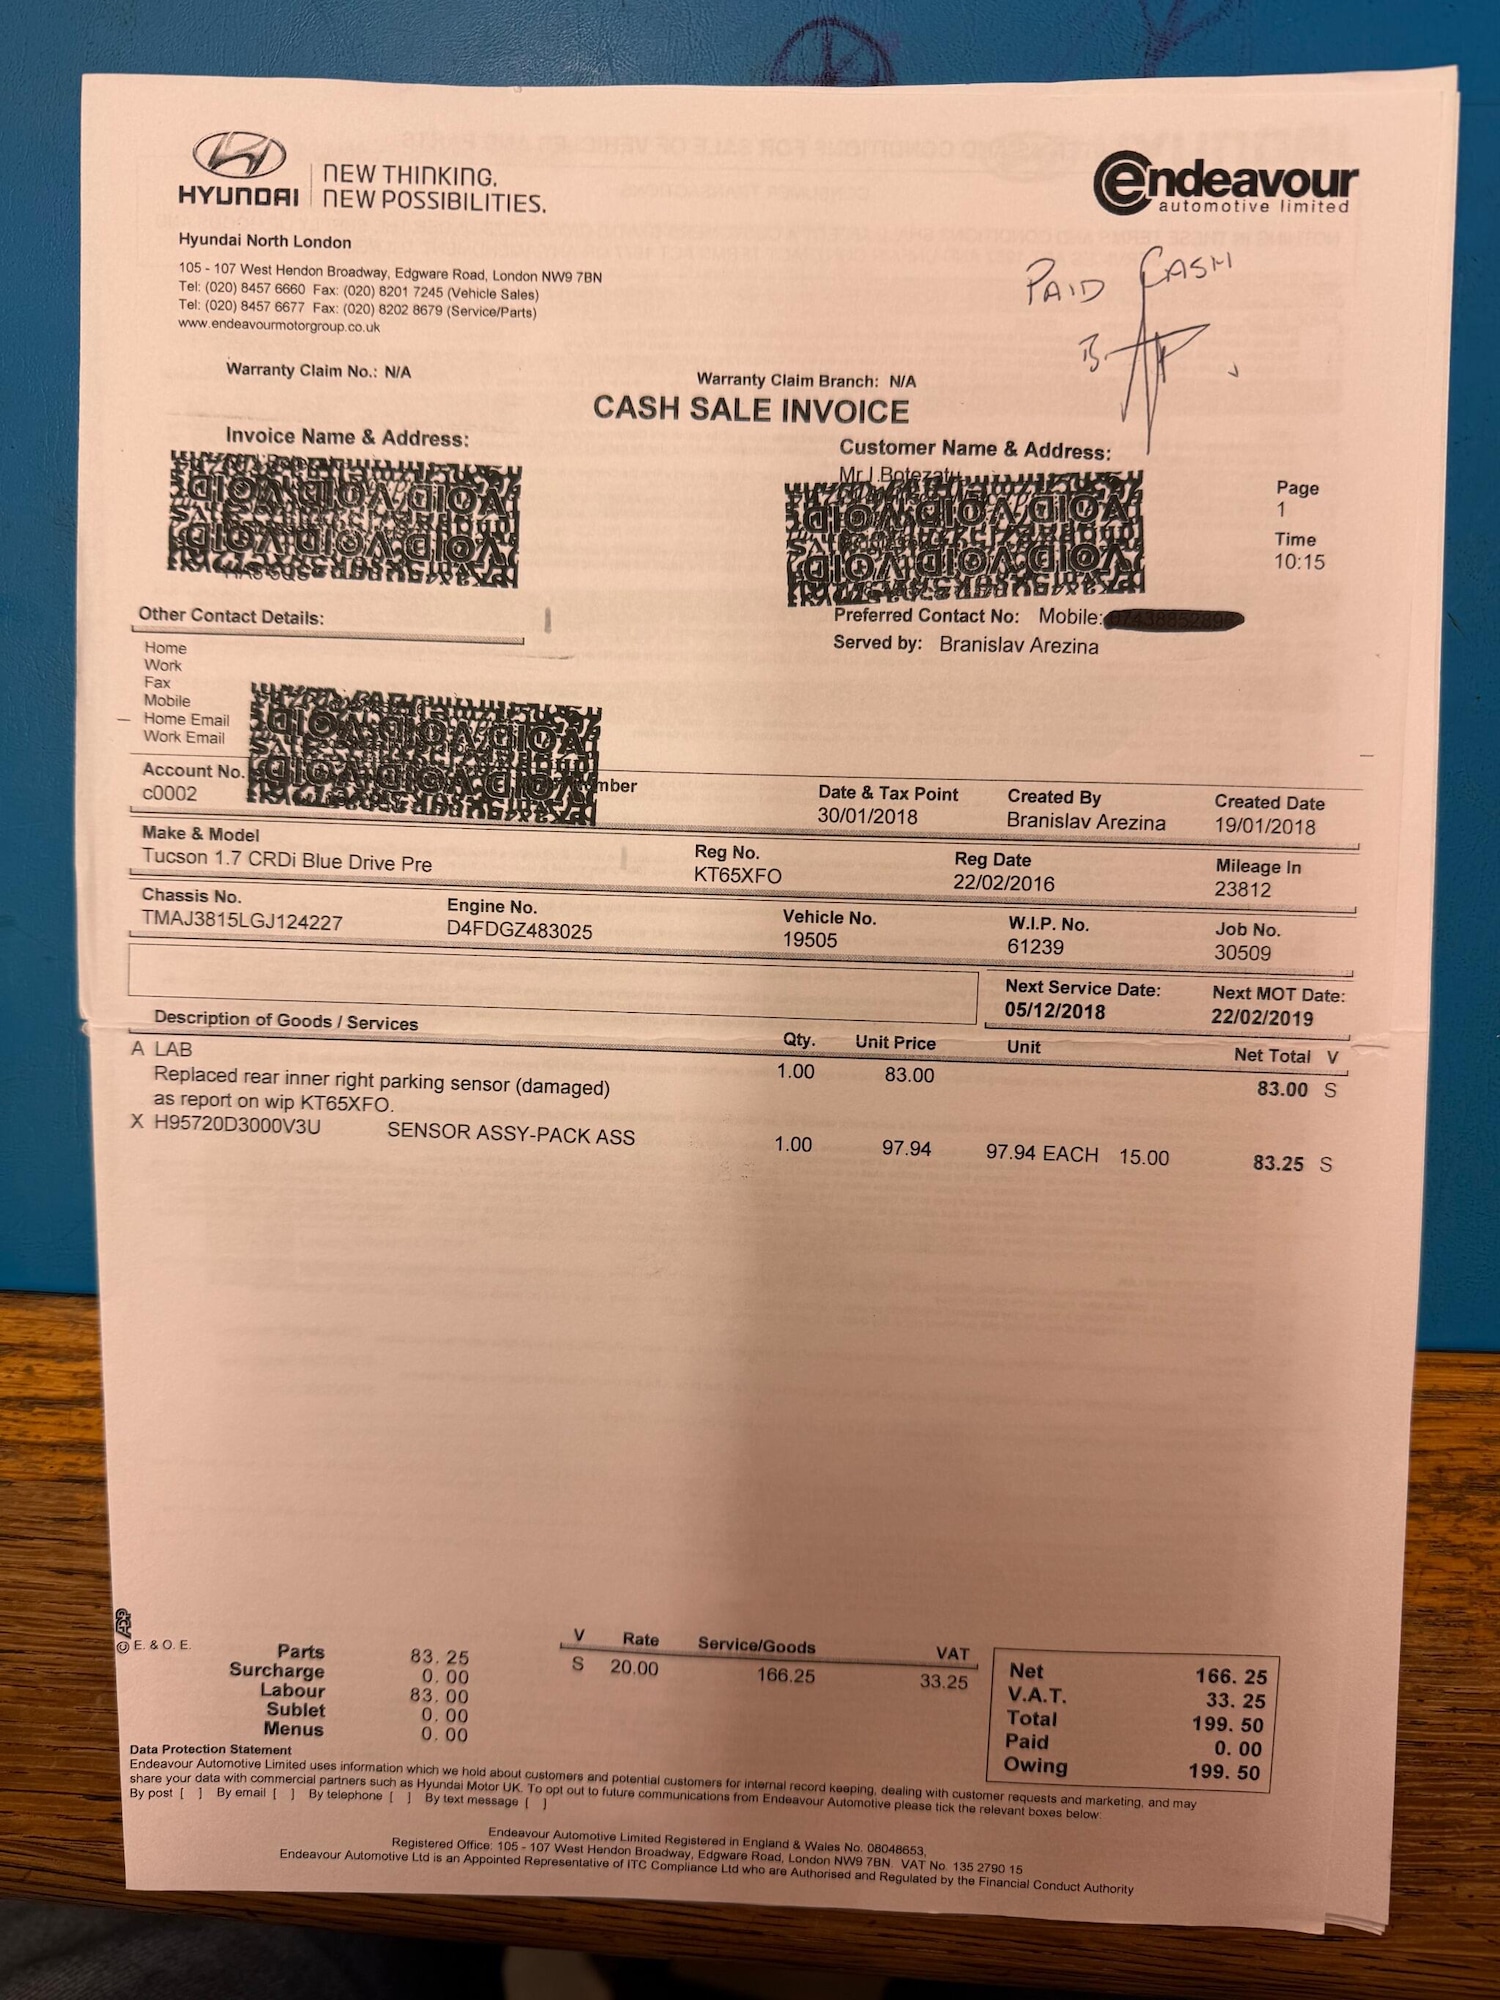 HYUNDAI
NEW THINKING.
NEW POSSIBILITIES.
endeavour
automotive limited
Hyundai North London
105 - 107 West Hendon Broadway, Edgware Road, London NW9 7BN
Tel: (020) 8457 6660 Fax: (020) 8201 7245 (Vehicle Sales)
Tel: (020) 8457 6677 Fax: (020) 8202 8679 (Service/Parts)
www.endeavourmotorgroup.co.uk
PAID CASH
Warranty Claim No.: N/A
Warranty Claim Branch: N/A
CASH SALE INVOICE
Invoice Name & Address:
Customer Name & Address:
Page
1
Time
10:15
Other Contact Details:
Preferred Contact No: Mobile:
Served by: Branislav Arezina
Home
Work
Fax
Mobile
Home Email
Work Email
Account No.
c0002
Date & Tax Point
30/01/2018
Created By
Branislav Arezina
Created Date
19/01/2018
Make & Model
Tucson 1.7 CRDi Blue Drive Pre
Reg No.
KT65XFO
Reg Date
22/02/2016
Mileage In
23812
Chassis No.
TMAJ3815LGJ124227
Engine No.
D4FDGZ483025
Vehicle No.
19505
W.I.P. No.
61239
Job No.
30509
Next Service Date:
05/12/2018
Next MOT Date:
22/02/2019
Description of Goods / Services Qty. Unit Price Unit Net Total V
A LAB 1.00 83.00 83.00 S
Replaced rear inner right parking sensor (damaged)
as report on wip KT65XFO.
X H95720D3000V3U SENSOR ASSY-PACK ASS 1.00 97.94 97.94 EACH 15.00 83.25 S
© ADP
E. & O. E.
Parts 83.25
Surcharge 0.00
Labour 83.00
Sublet 0.00
Menus 0.00
V Rate Service/Goods VAT
S 20.00 166.25 33.25
Net 166.25
V.A.T. 33.25
Total 199.50
Paid 0.00
Owing 199.50
Data Protection Statement
Endeavour Automotive Limited uses information which we hold about customers and potential customers for internal record keeping, dealing with customer requests and marketing, and may
share your data with commercial partners such as Hyundai Motor UK. To opt out to future communications from Endeavour Automotive please tick the relevant boxes below:
By post [ ] By email [ ] By telephone [ ] By text message [ ]
Endeavour Automotive Limited Registered in England & Wales No. 08048653,
Registered Office: 105 - 107 West Hendon Broadway, Edgware Road, London NW9 7BN. VAT No. 135 2790 15
Endeavour Automotive Ltd is an Appointed Representative of ITC Compliance Ltd who are Authorised and Regulated by the Financial Conduct Authority